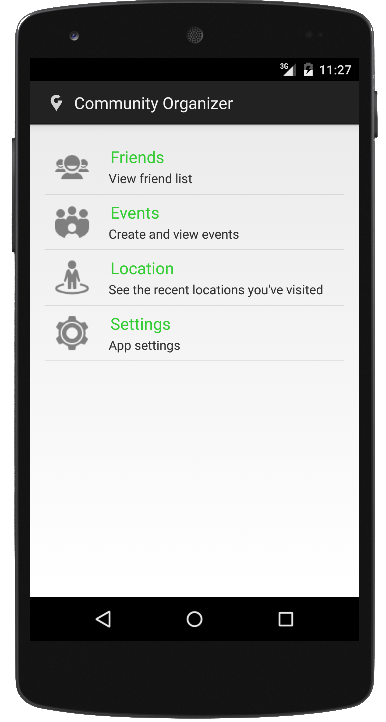 3G 11:27
Community Organizer
Friends
View friend list
Events
Create and view events
Location
See the recent locations you've visited
Settings
App settings